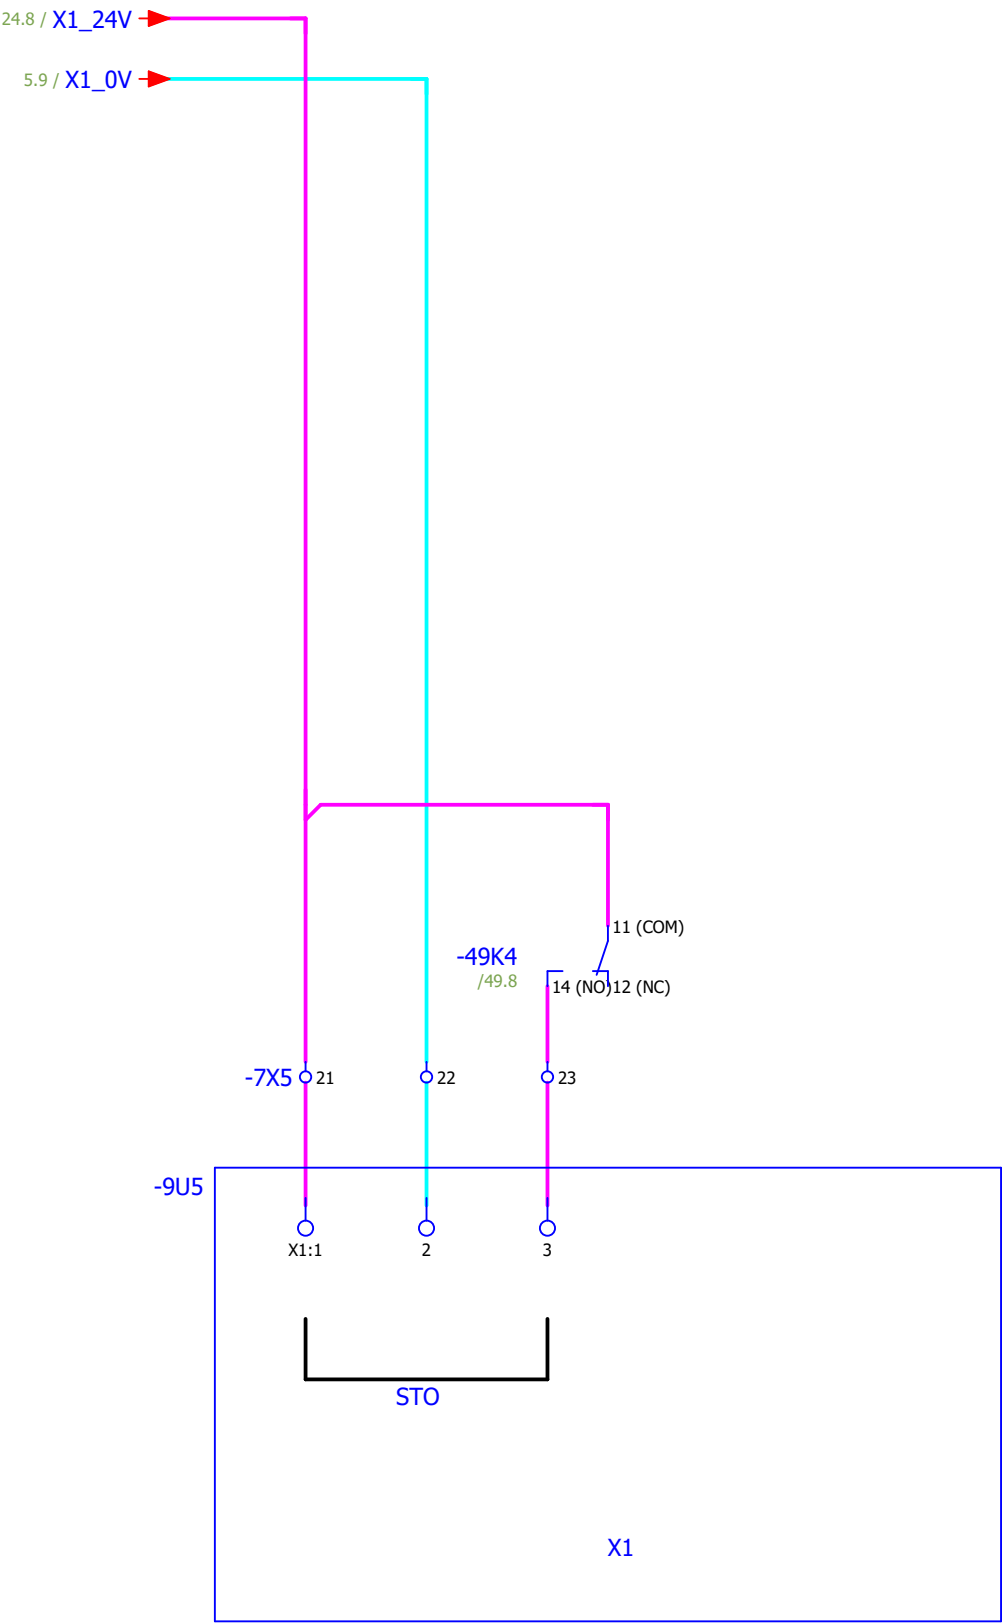 24.8 / X1_24V
5.9 / X1_0V
11 (COM)
-49K4
/49.8
14 (NO)
12 (NC)
-7X5
21
22
23
-9U5
X1:1
2
3
STO
X1